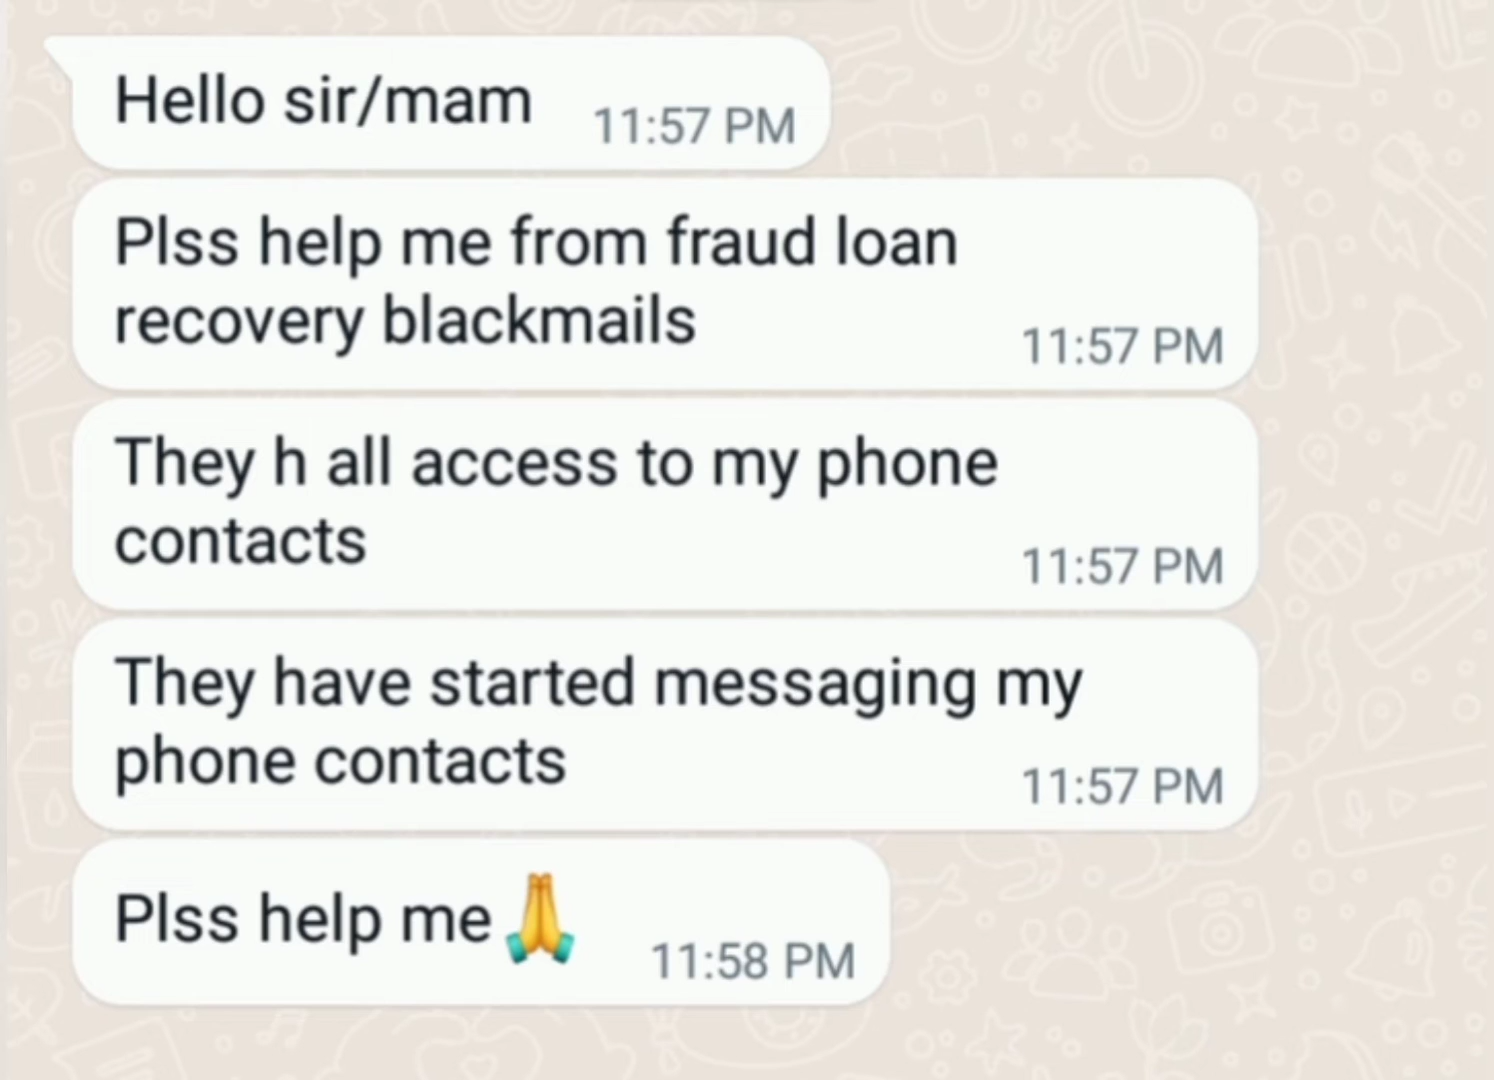 Hello sir/mam 11:57 PM
Plss help me from fraud loan
recovery blackmails 11:57 PM
They h all access to my phone
contacts 11:57 PM
They have started messaging my
phone contacts 11:57 PM
Plss help me🙏 11:58 PM